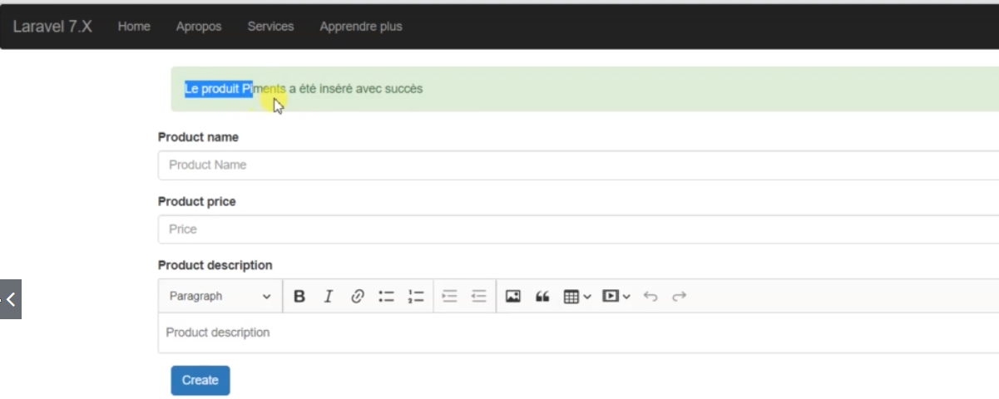 Laravel 7.X Home Apropos Services Apprendre plus
Le produit Piments a été inséré avec succès
Product name
Product Name
Product price
Price
Product description
Paragraph
Product description
Create